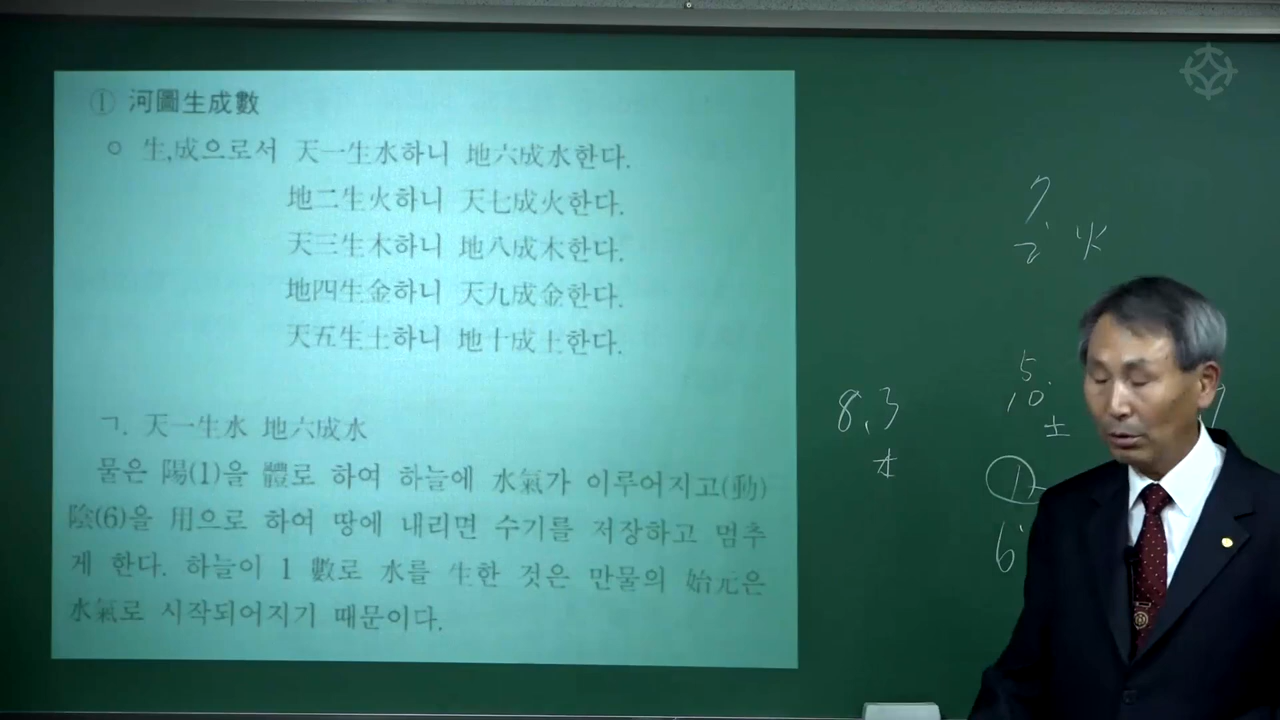 ① 河圖生成數
○ 生,成으로서 天一生水하니 地六成水한다.
地二生火하니 天七成火한다.
天三生木하니 地八成木한다.
地四生金하니 天九成金한다.
天五生土하니 地十成土한다.
ㄱ. 天一生水 地六成水
물은 陽(1)을 體로 하여 하늘에 水氣가 이루어지고(動)
陰(6)을 用으로 하여 땅에 내리면 수기를 저장하고 멈추
게 한다. 하늘이 1 數로 水를 生한 것은 만물의 始元은
水氣로 시작되어지기 때문이다.
7
2 火
5
10
土
8, 3
木
1
6